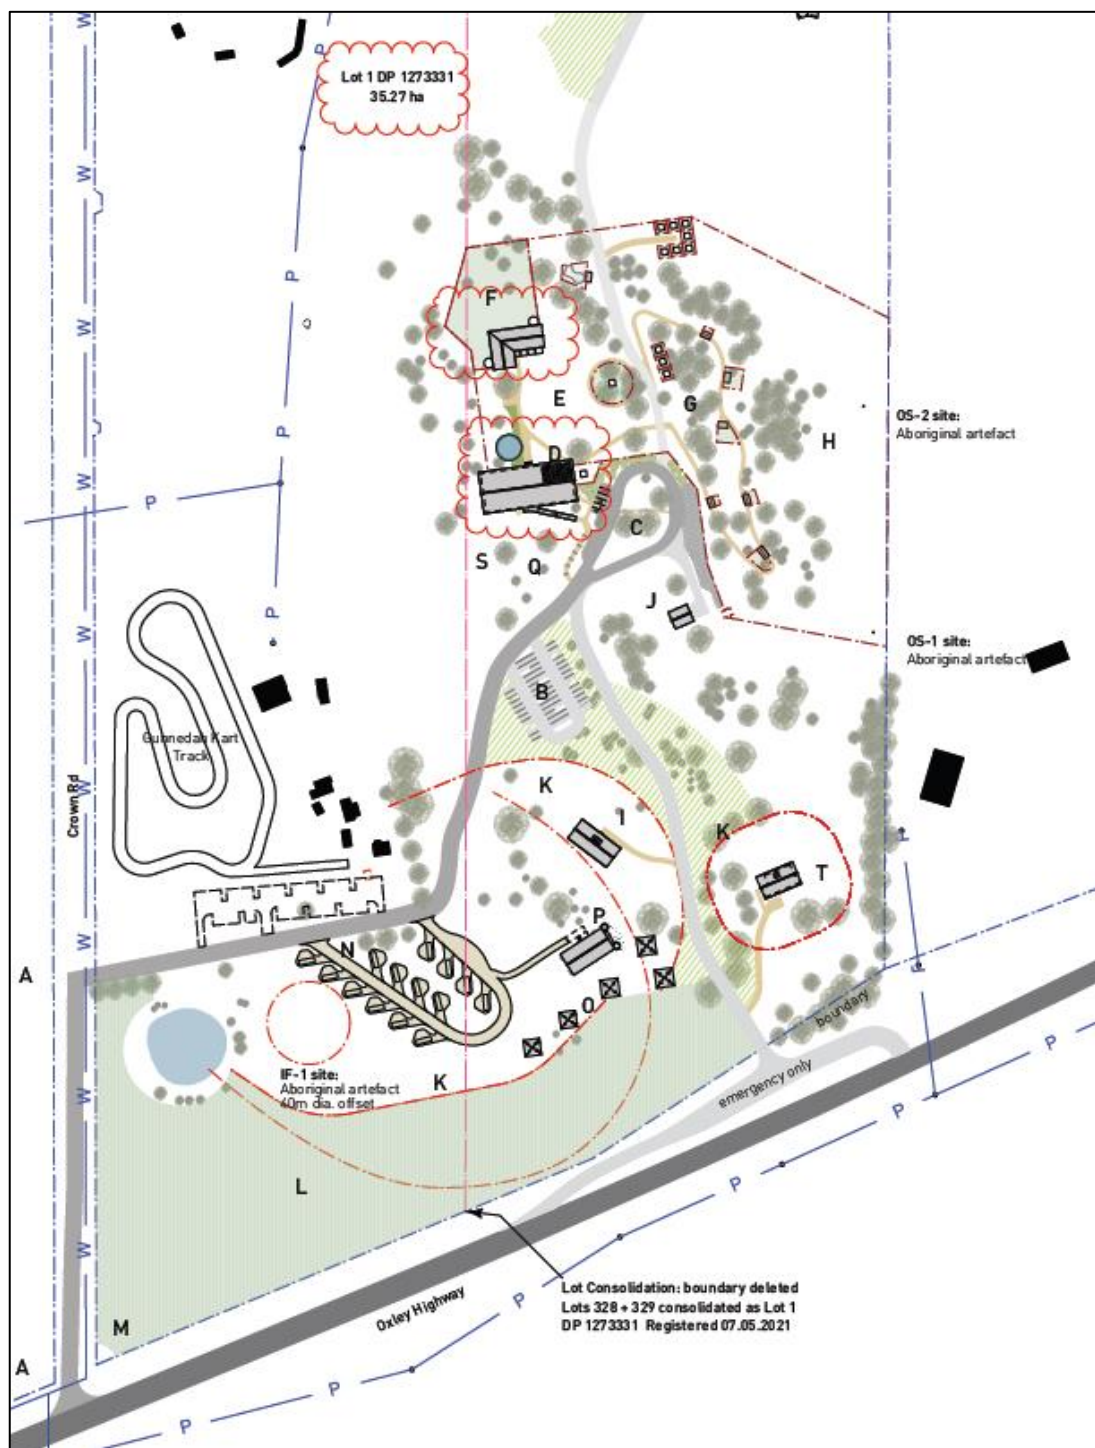 W
P
Lot 1 DP 1273331
35.27 ha
W
P
F
W
E
G
P
H
OS-2 site:
Aboriginal artefact
D
W
P
C
S
Q
J
P
W
OS-1 site:
Aboriginal artefact
B
Gunnedah Kart
Track
K
W
Crown Rd
I
K
T
P
P
N
W
A
P
O
boundary
P
IF-1 site:
Aboriginal artefact
40m dia. offset
K
emergency only
W
P
L
P
W
Lot Consolidation: boundary deleted
Lots 328 + 329 consolidated as Lot 1
DP 1273331 Registered 07.05.2021
Oxley Highway
P
M
A
P
P